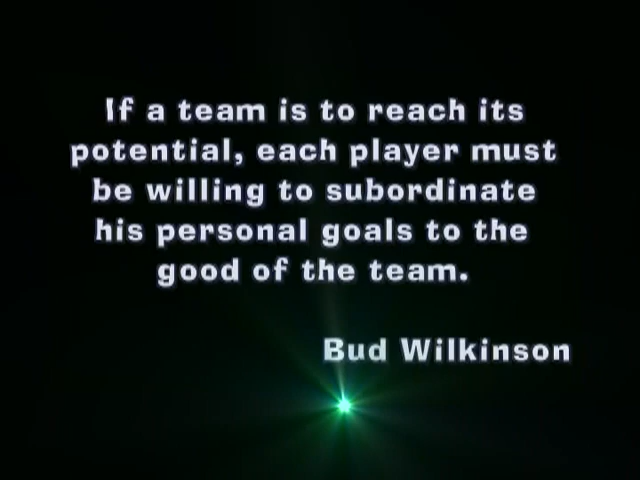 If a team is to reach its
potential, each player must
be willing to subordinate
his personal goals to the
good of the team.
Bud Wilkinson